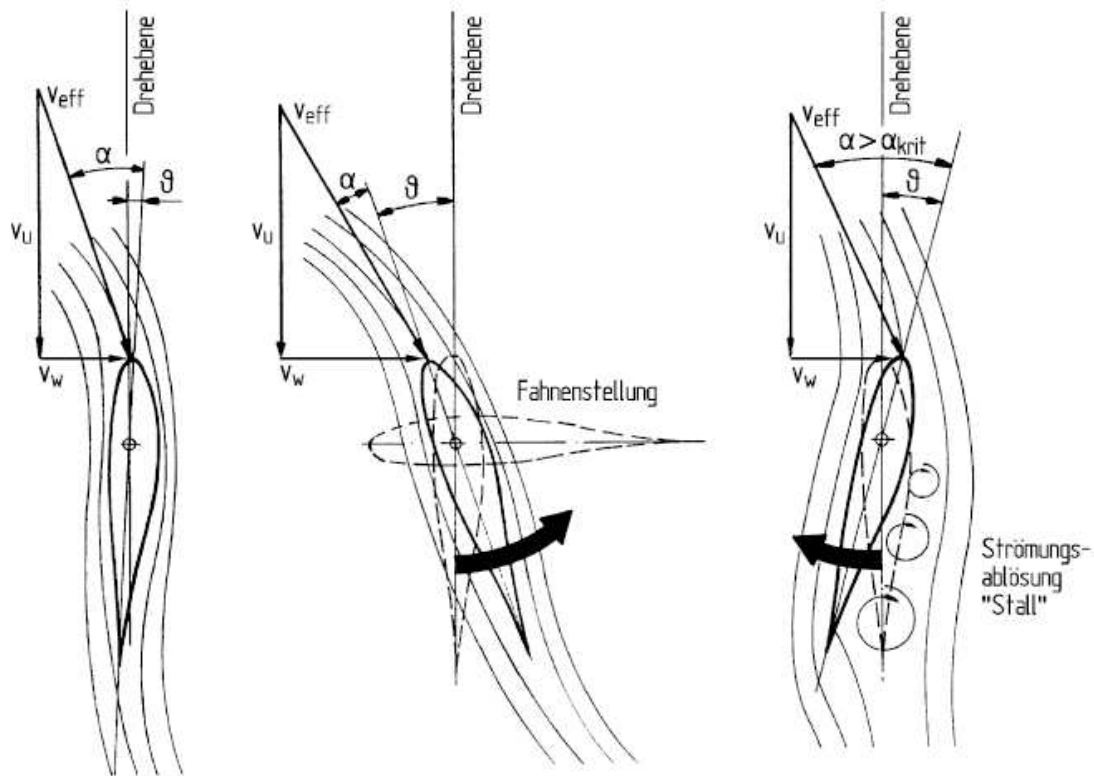 Drehebene
v_eff
α
ϑ
v_u
v_w
Drehebene
v_eff
α
ϑ
v_u
v_w
Fahnenstellung
Drehebene
v_eff
α > α_krit
ϑ
v_u
v_w
Strömungs-
ablösung
"Stall"